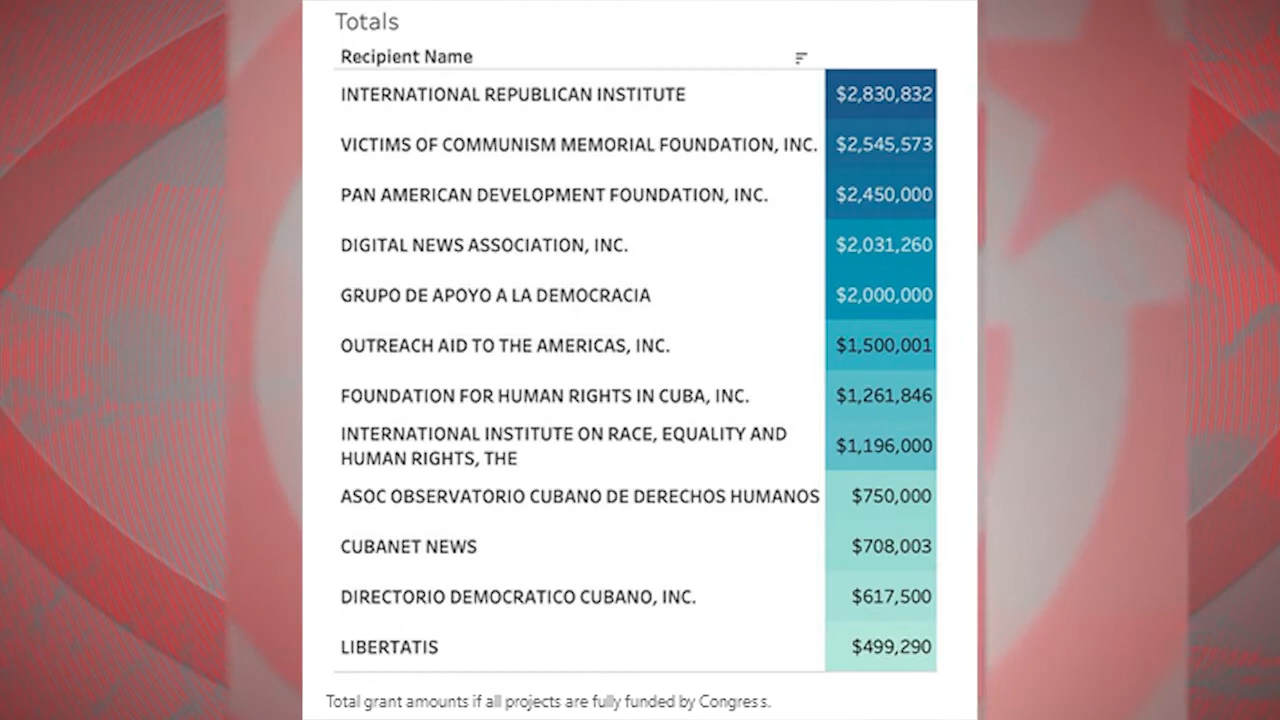 Totals
Recipient Name
INTERNATIONAL REPUBLICAN INSTITUTE $2,830,832
VICTIMS OF COMMUNISM MEMORIAL FOUNDATION, INC. $2,545,573
PAN AMERICAN DEVELOPMENT FOUNDATION, INC. $2,450,000
DIGITAL NEWS ASSOCIATION, INC. $2,031,260
GRUPO DE APOYO A LA DEMOCRACIA $2,000,000
OUTREACH AID TO THE AMERICAS, INC. $1,500,001
FOUNDATION FOR HUMAN RIGHTS IN CUBA, INC. $1,261,846
INTERNATIONAL INSTITUTE ON RACE, EQUALITY AND
HUMAN RIGHTS, THE $1,196,000
ASOC OBSERVATORIO CUBANO DE DERECHOS HUMANOS $750,000
CUBANET NEWS $708,003
DIRECTORIO DEMOCRATICO CUBANO, INC. $617,500
LIBERTATIS $499,290
Total grant amounts if all projects are fully funded by Congress.